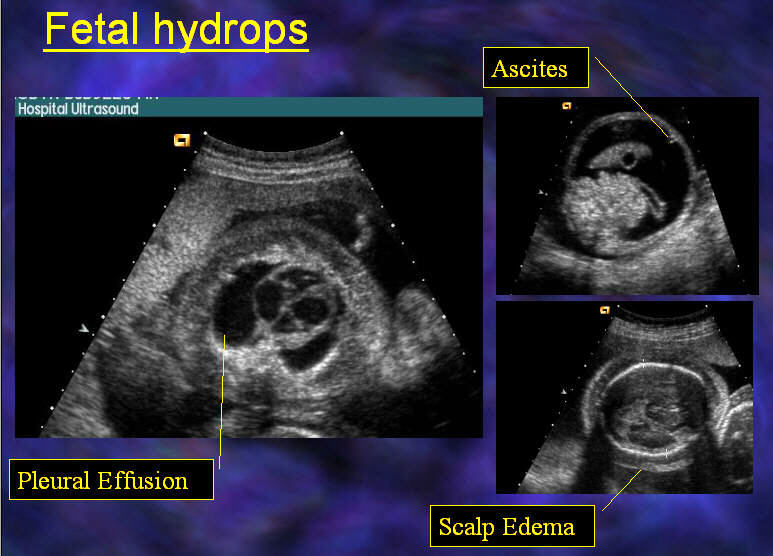 Fetal hydrops
Ascites
Hospital Ultrasound
Pleural Effusion
Scalp Edema